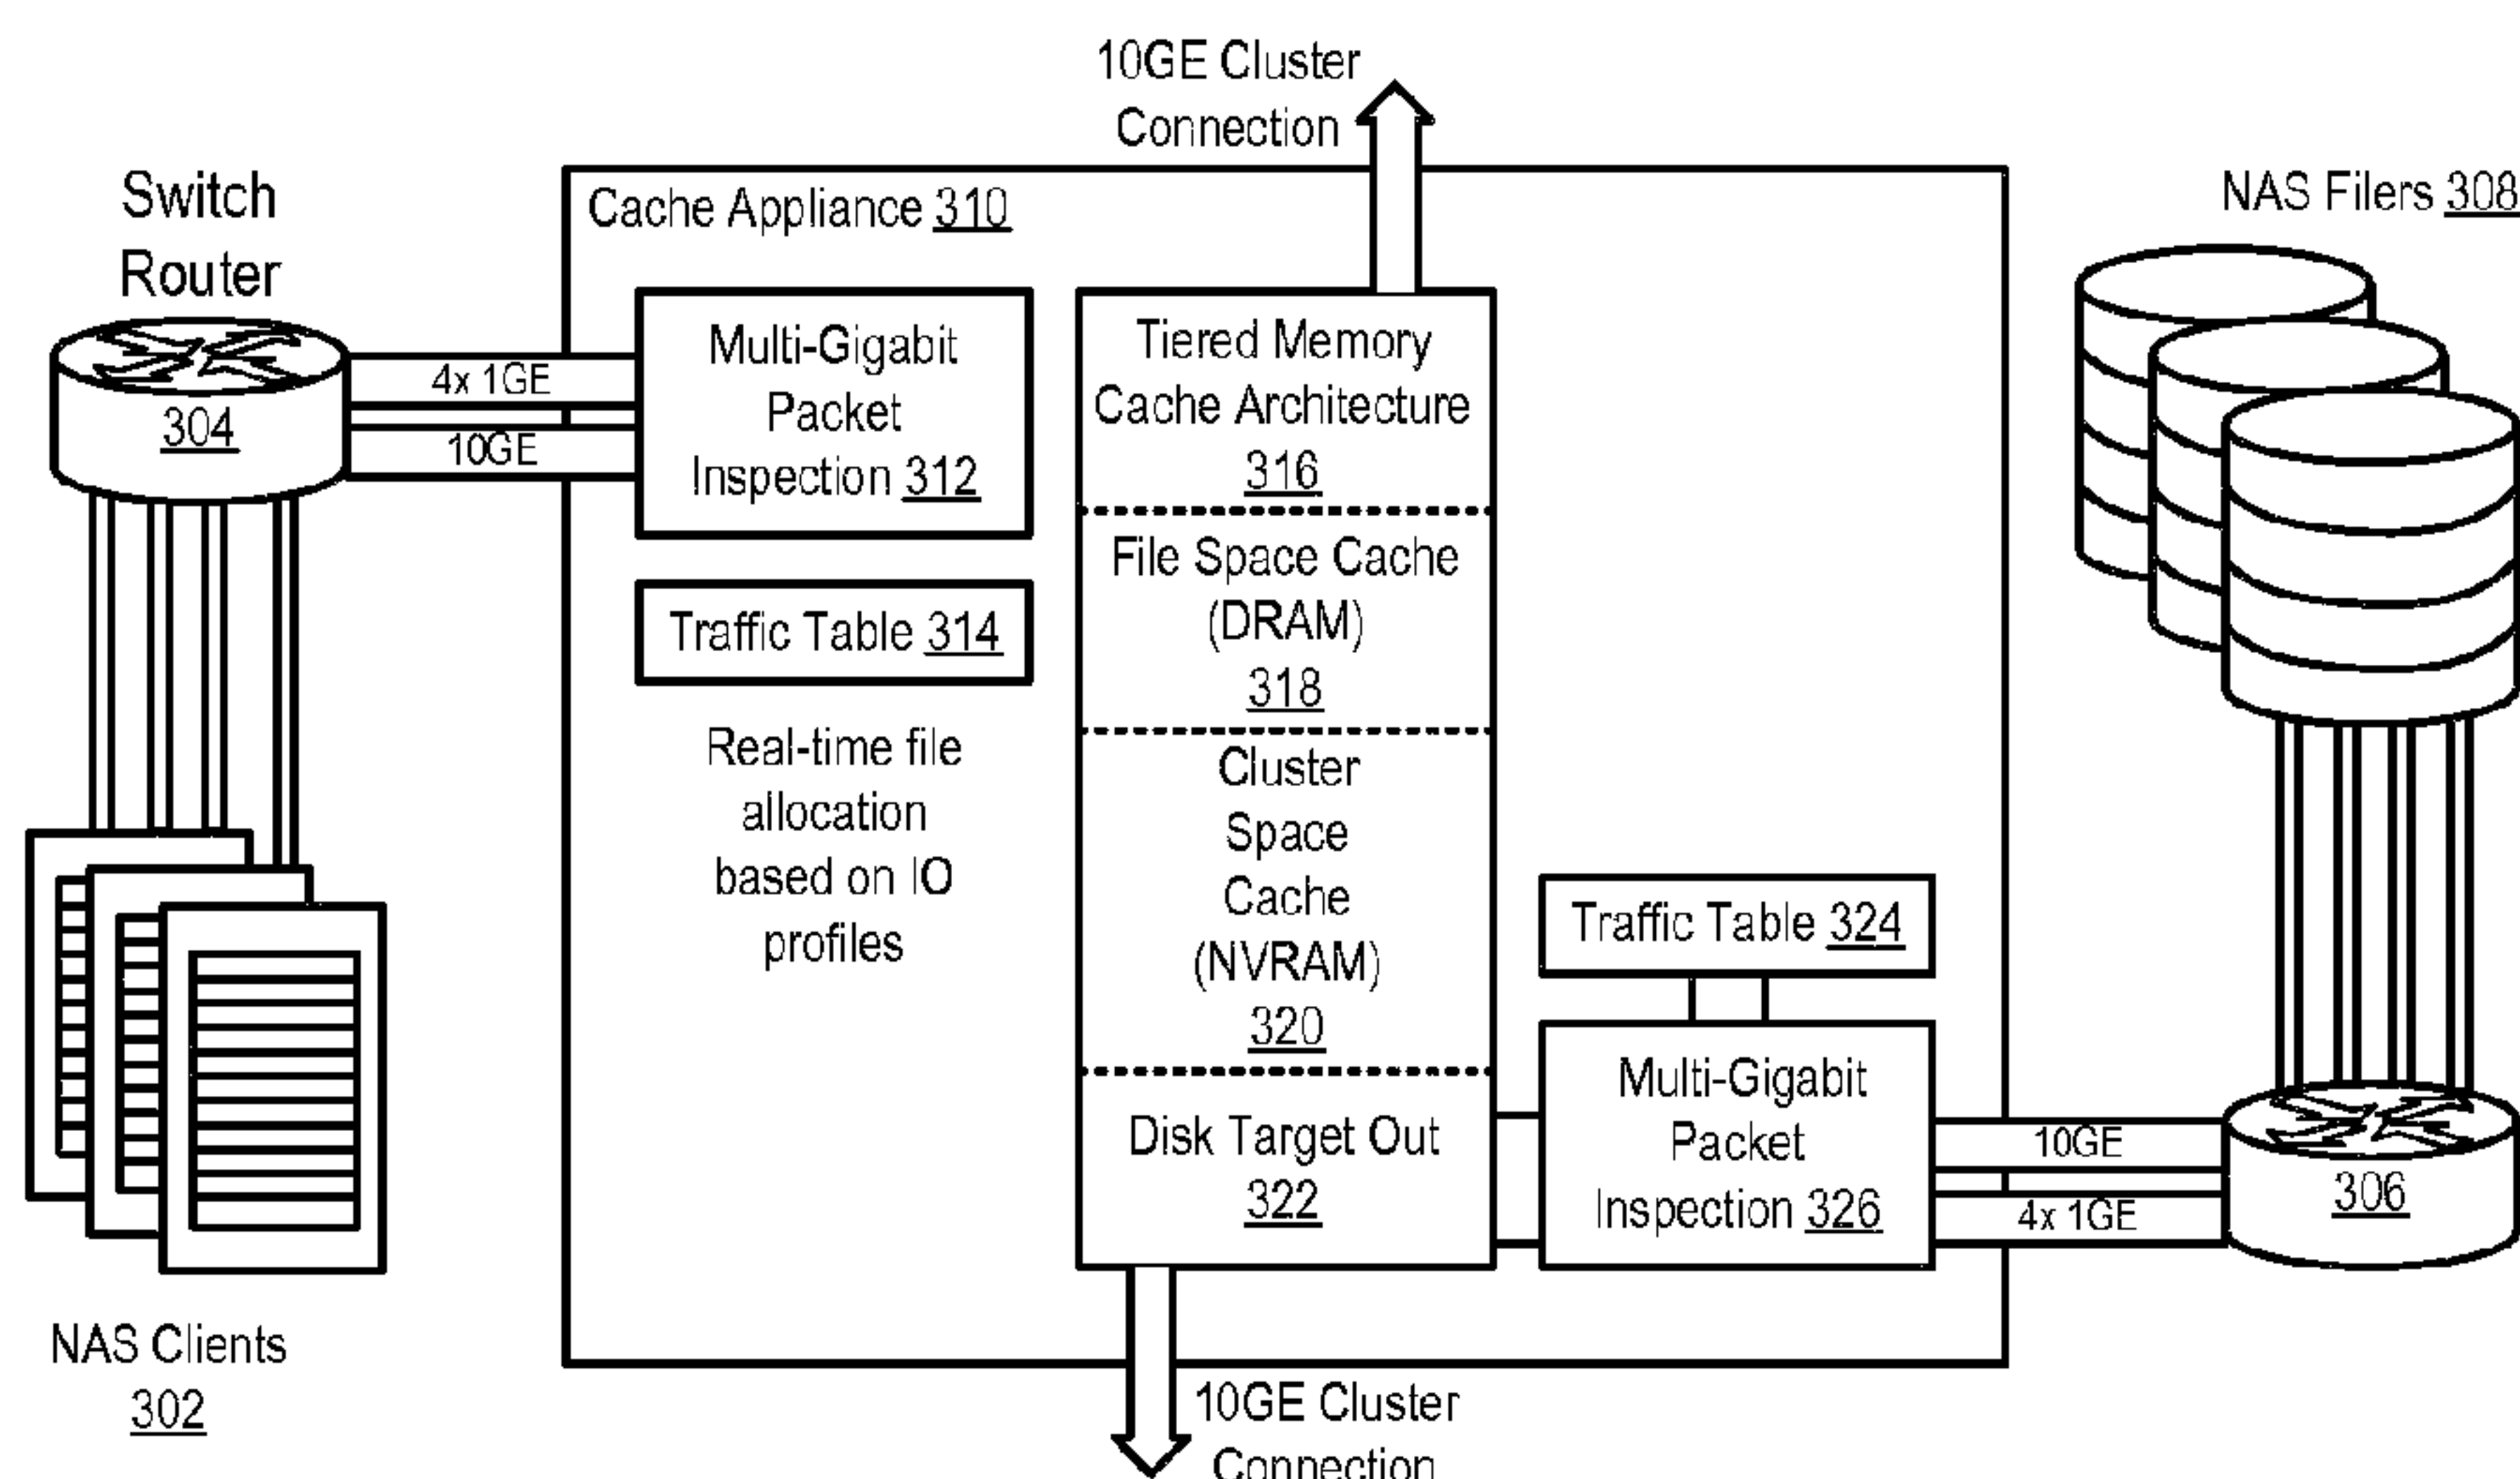 10GE Cluster
Connection
Switch
Router
304
4x 1GE
10GE
Cache Appliance 310
Multi-Gigabit
Packet
Inspection 312
Traffic Table 314
Real-time file
allocation
based on IO
profiles
Tiered Memory
Cache Architecture
316
File Space Cache
(DRAM)
318
Cluster
Space
Cache
(NVRAM)
320
Disk Target Out
322
Traffic Table 324
Multi-Gigabit
Packet
Inspection 326
10GE
4x 1GE
306
NAS Filers 308
NAS Clients
302
10GE Cluster
Connection